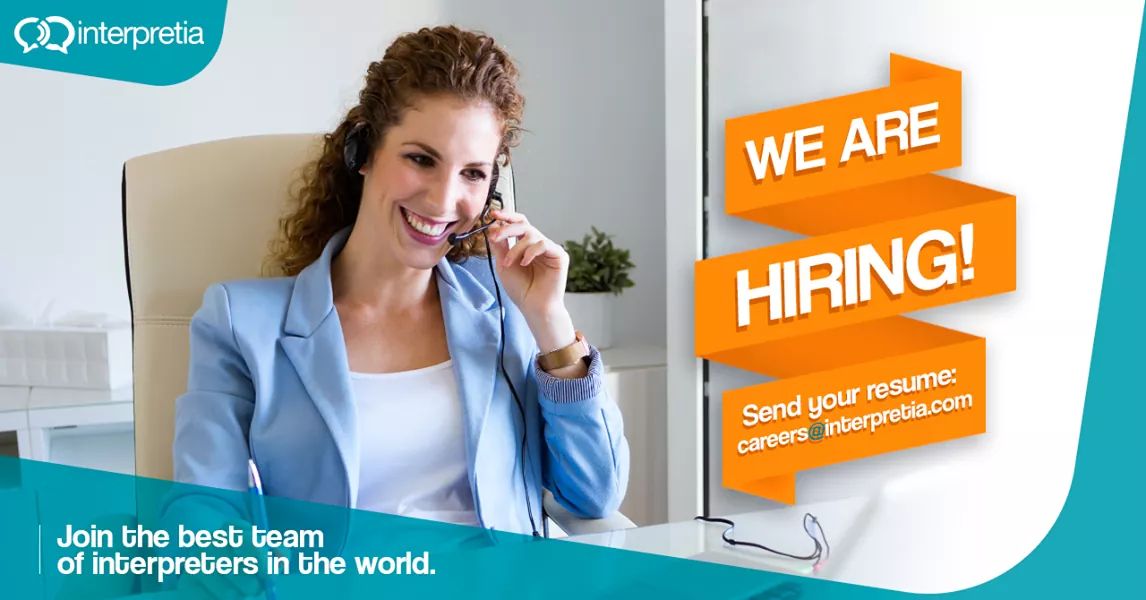 interpretia
WE ARE
HIRING!
Send your resume:
careers@interpretia.com
Join the best team
of interpreters in the world.